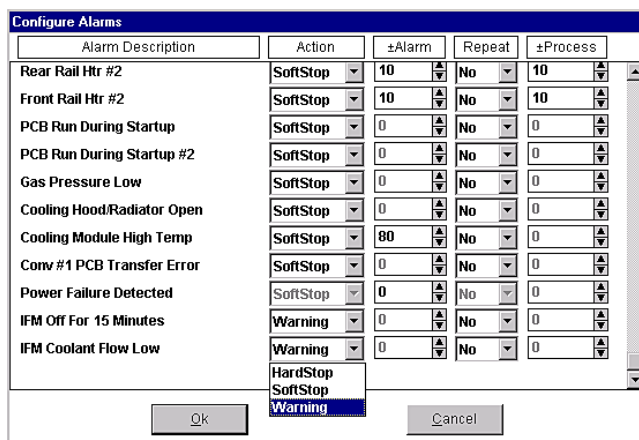 Configure Alarms
Alarm Description Action ±Alarm Repeat ±Process
Rear Rail Htr #2 SoftStop 10 No 10
Front Rail Htr #2 SoftStop 10 No 10
PCB Run During Startup SoftStop 0 No 0
PCB Run During Startup #2 SoftStop 0 No 0
Gas Pressure Low SoftStop 0 No 0
Cooling Hood/Radiator Open SoftStop 0 No 0
Cooling Module High Temp SoftStop 80 No 0
Conv #1 PCB Transfer Error SoftStop 0 No 0
Power Failure Detected SoftStop 0 No 0
IFM Off For 15 Minutes Warning 0 No 0
IFM Coolant Flow Low Warning 0 No 0
HardStop
SoftStop
Warning
Ok Cancel